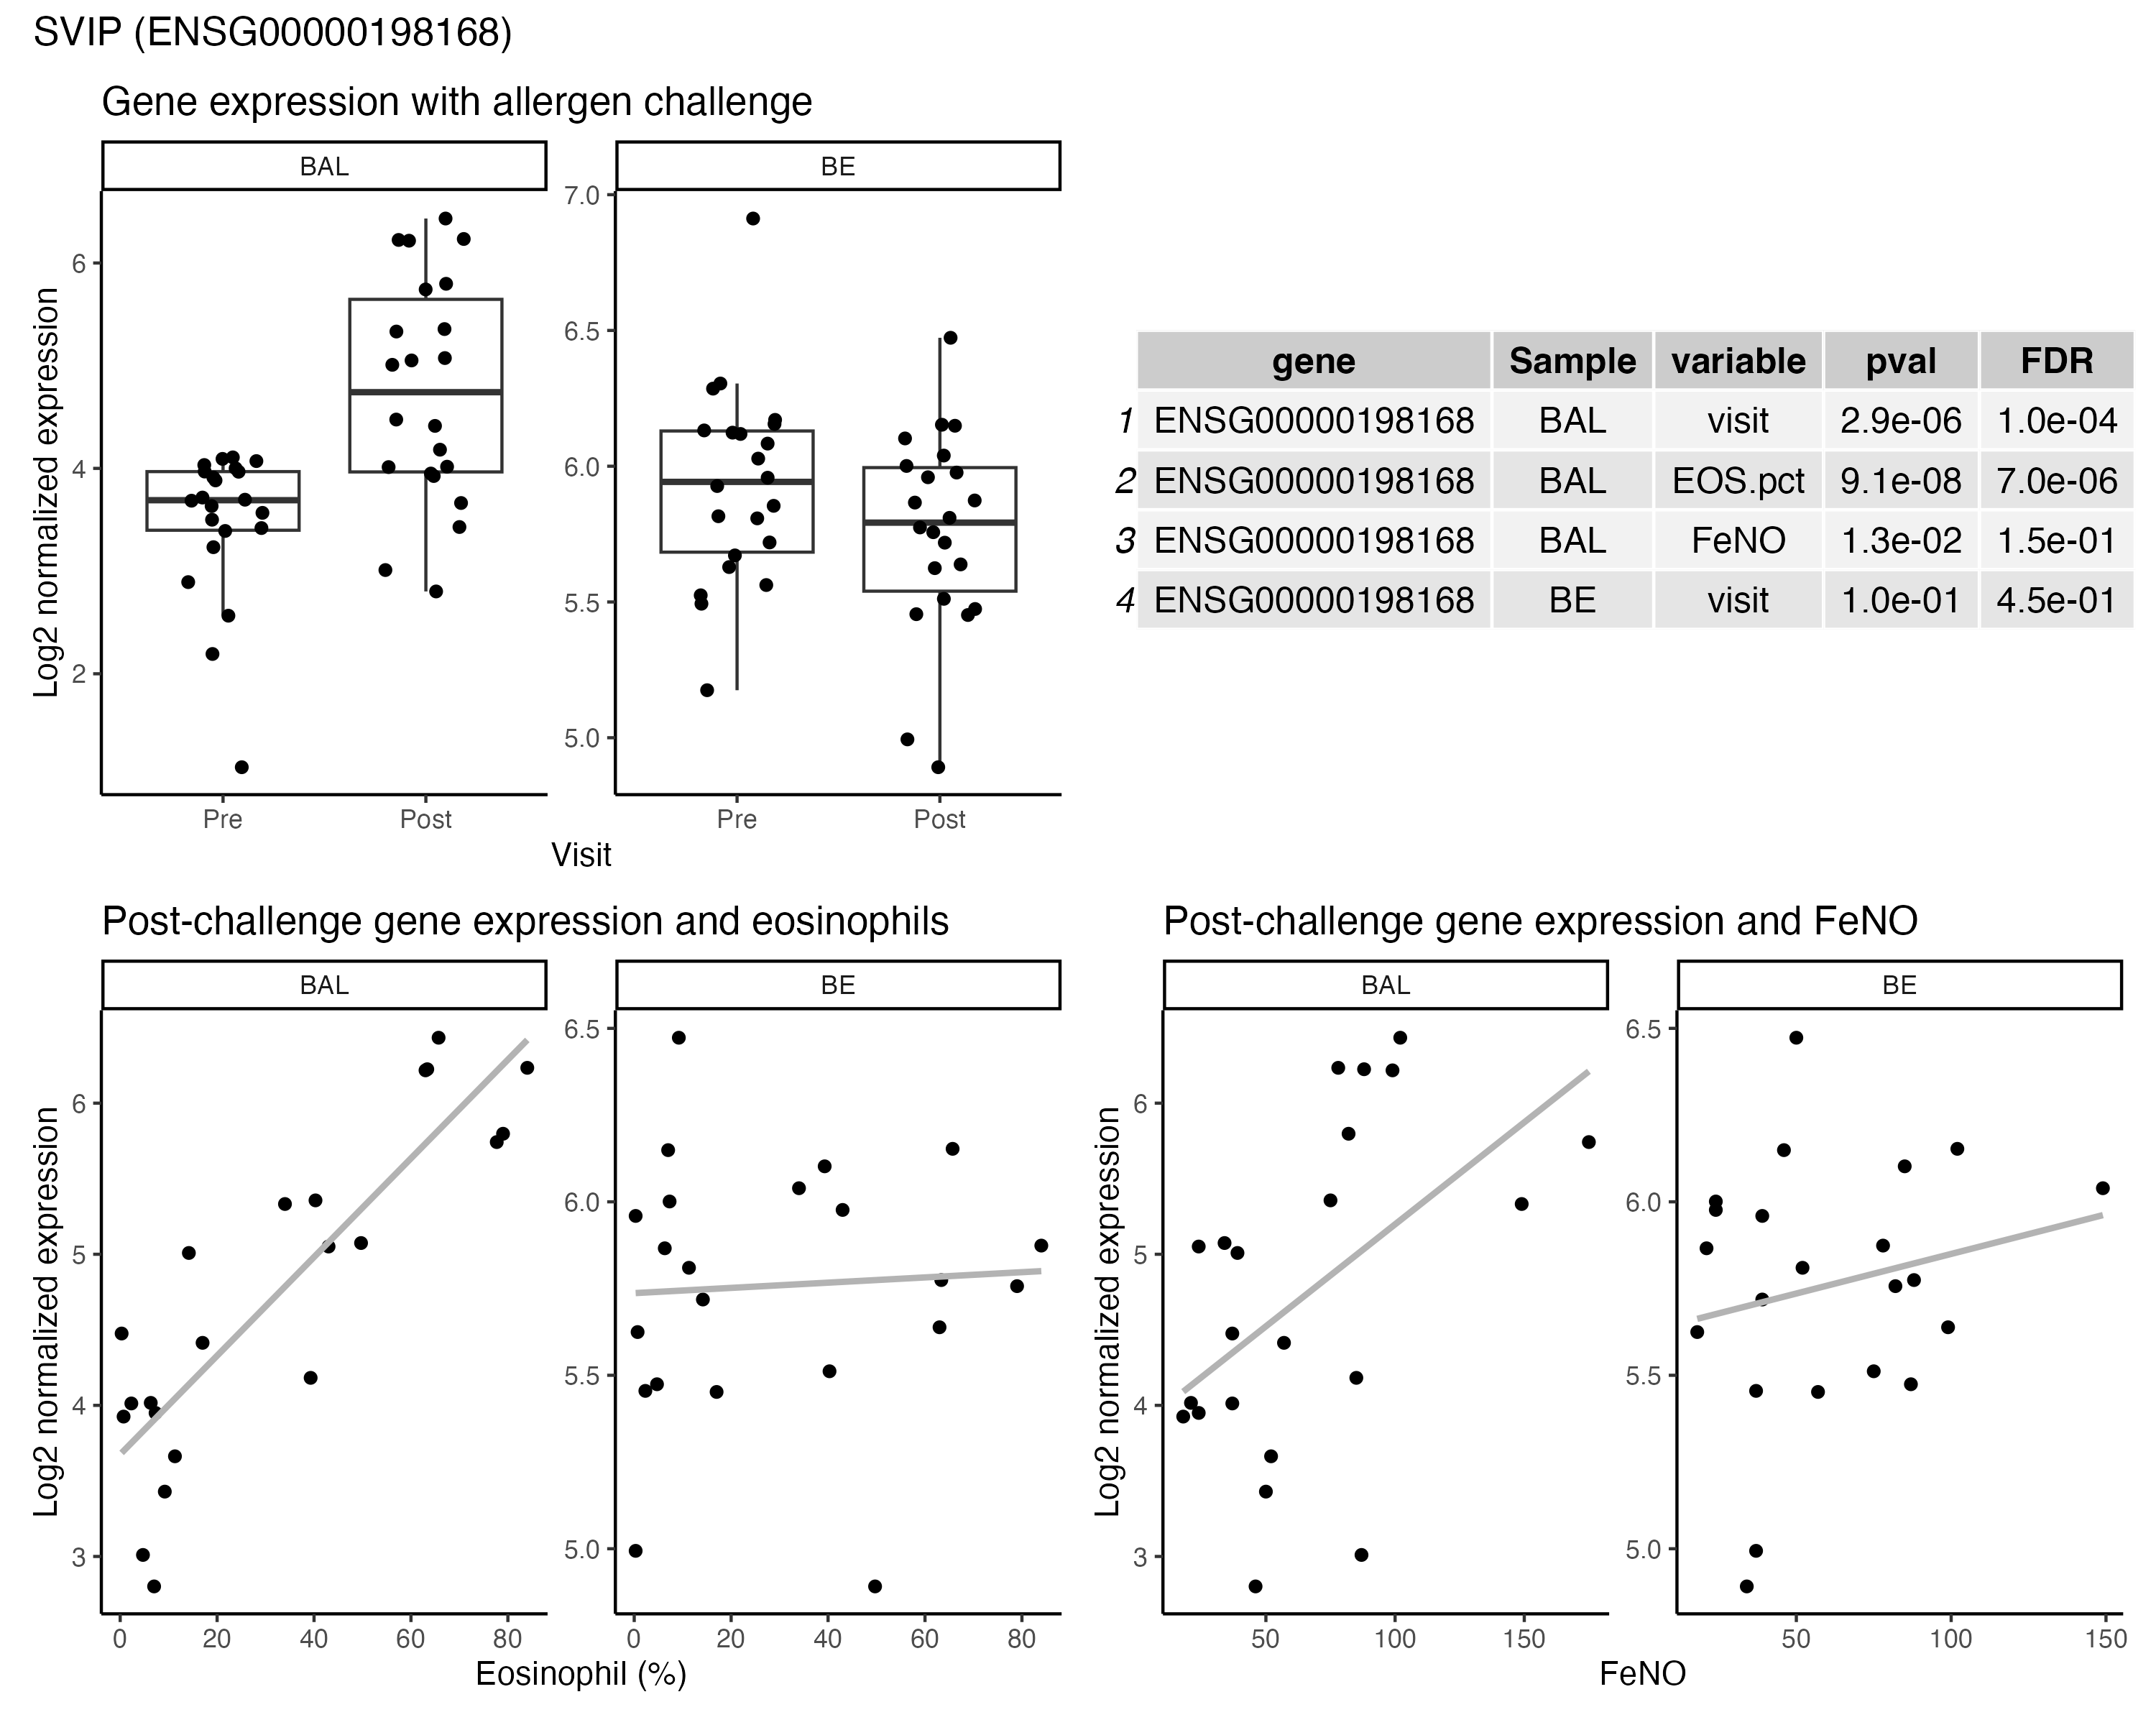 SVIP (ENSG00000198168)
Gene expression with allergen challenge
BAL
BE
Log2 normalized expression
6
4
2
7.0
6.5
6.0
5.5
5.0
Pre
Post
Pre
Post
Visit
gene Sample variable pval FDR
1 ENSG00000198168 BAL visit 2.9e-06 1.0e-04
2 ENSG00000198168 BAL EOS.pct 9.1e-08 7.0e-06
3 ENSG00000198168 BAL FeNO 1.3e-02 1.5e-01
4 ENSG00000198168 BE visit 1.0e-01 4.5e-01
Post-challenge gene expression and eosinophils
BAL
BE
Log2 normalized expression
6
5
4
3
6.5
6.0
5.5
5.0
0 20 40 60 80
0 20 40 60 80
Eosinophil (%)
Post-challenge gene expression and FeNO
BAL
BE
Log2 normalized expression
6
5
4
3
6.5
6.0
5.5
5.0
50 100 150
50 100 150
FeNO